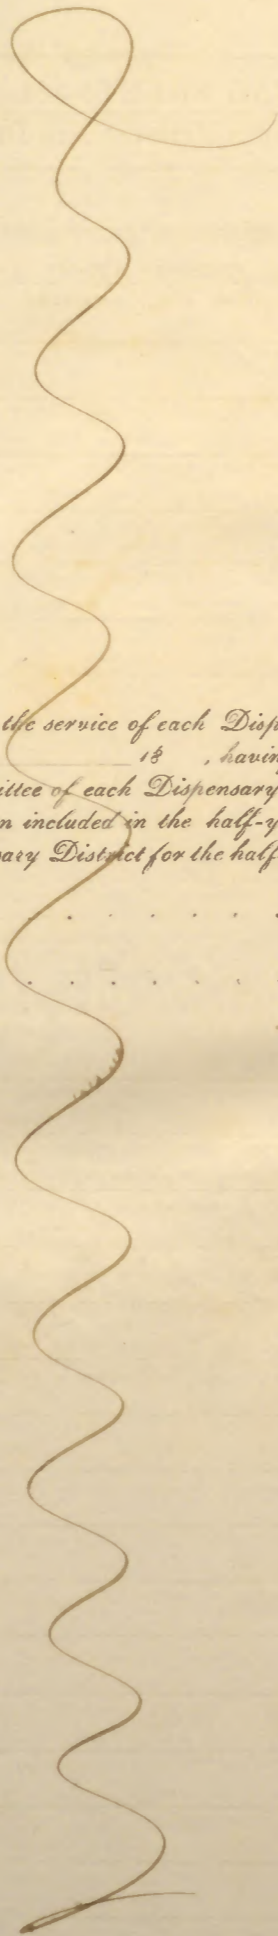 the service of each Disp
18 , havin
ittee of each Dispensary
n included in the half-y
sary District for the half